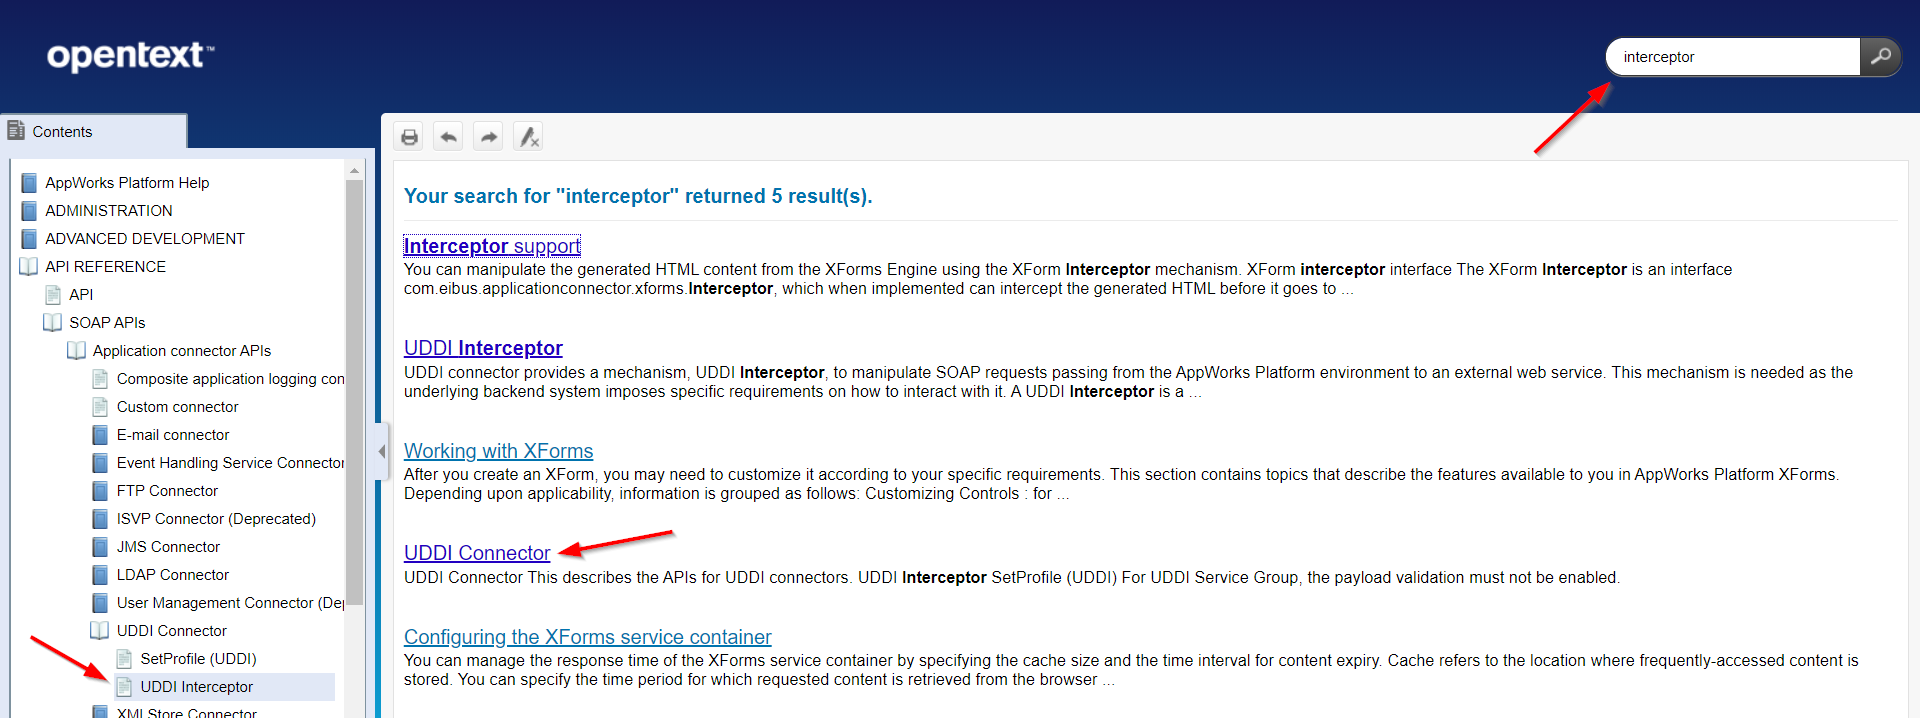 opentext™
interceptor
Contents
AppWorks Platform Help
ADMINISTRATION
ADVANCED DEVELOPMENT
API REFERENCE
API
SOAP APIs
Application connector APIs
Composite application logging con
Custom connector
E-mail connector
Event Handling Service Connector
FTP Connector
ISVP Connector (Deprecated)
JMS Connector
LDAP Connector
User Management Connector (Dep
UDDI Connector
SetProfile (UDDI)
UDDI Interceptor
XMLStore Connector
Your search for "interceptor" returned 5 result(s).
Interceptor support
You can manipulate the generated HTML content from the XForms Engine using the XForm Interceptor mechanism. XForm interceptor interface The XForm Interceptor is an interface
com.eibus.applicationconnector.xforms.Interceptor, which when implemented can intercept the generated HTML before it goes to ...
UDDI Interceptor
UDDI connector provides a mechanism, UDDI Interceptor, to manipulate SOAP requests passing from the AppWorks Platform environment to an external web service. This mechanism is needed as the
underlying backend system imposes specific requirements on how to interact with it. A UDDI Interceptor is a ...
Working with XForms
After you create an XForm, you may need to customize it according to your specific requirements. This section contains topics that describe the features available to you in AppWorks Platform XForms.
Depending upon applicability, information is grouped as follows: Customizing Controls : for ...
UDDI Connector
UDDI Connector This describes the APIs for UDDI connectors. UDDI Interceptor SetProfile (UDDI) For UDDI Service Group, the payload validation must not be enabled.
Configuring the XForms service container
You can manage the response time of the XForms service container by specifying the cache size and the time interval for content expiry. Cache refers to the location where frequently-accessed content is
stored. You can specify the time period for which requested content is retrieved from the browser ...